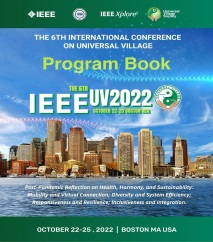 IEEE
IEEE Xplore®
THE 6TH INTERNATIONAL CONFERENCE
ON UNIVERSAL VILLAGE
Program Book
THE 6TH
IEEE UV2022
OCTOBER 22-25 BOSTON USA
Post-Pandemic Reflection on Health, Harmony, and Sustainability:
Mobility and Virtual Connection; Diversity and System Efficiency;
Responsiveness and Resilience; Inclusiveness and Integration.
OCTOBER 22-25, 2022 | BOSTON MA USA